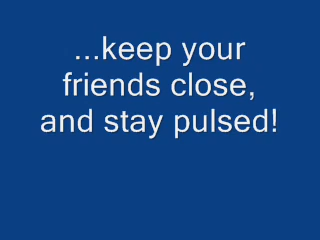 ...keep your
friends close,
and stay pulsed!